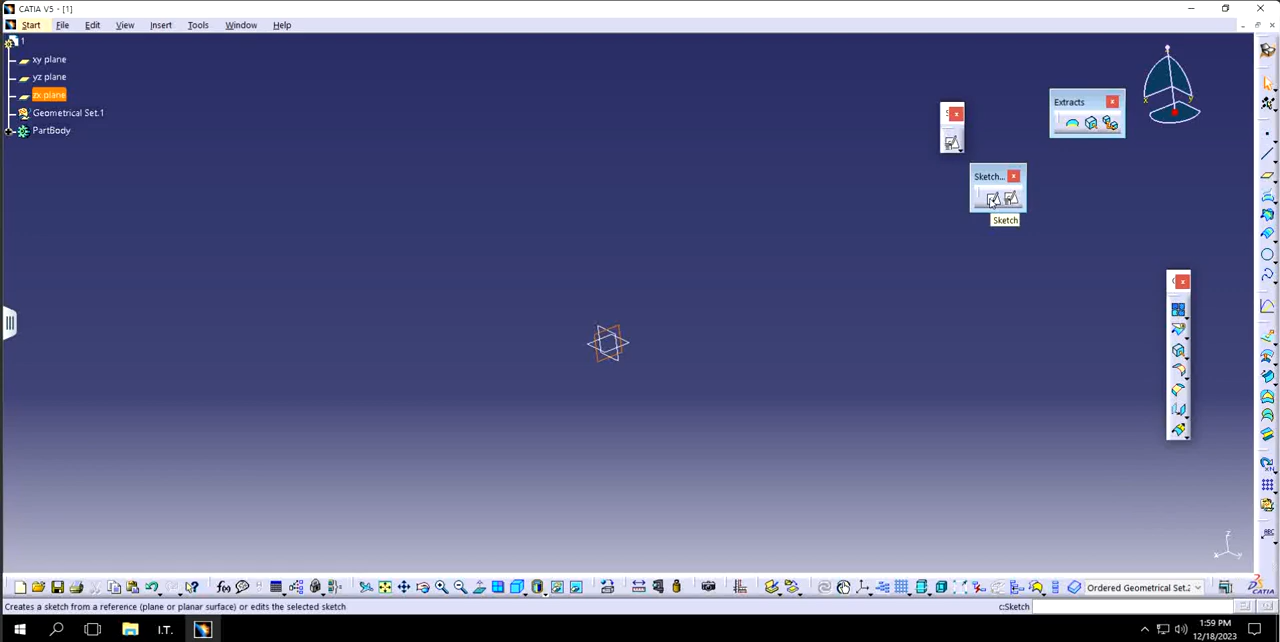 CATIA V5 - [1]
Start File Edit View Insert Tools Window Help
1
xy plane
yz plane
zx plane
Geometrical Set.1
PartBody
Extracts
Sketch...
Sketch
Ordered Geometrical Set.2
CATIA
Creates a sketch from a reference (plane or planar surface) or edits the selected sketch
c:Sketch
I.T.
1:59 PM
12/18/2023